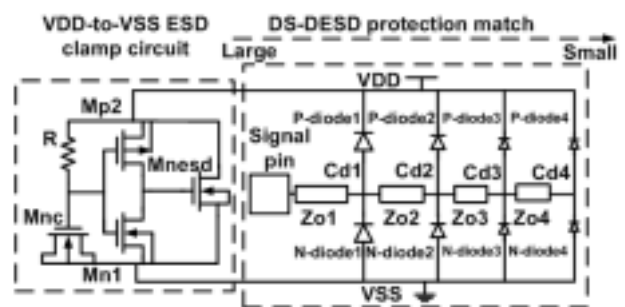 VDD-to-VSS ESD
clamp circuit
DS-DESD protection match
Large
Small
VDD
Mp2
R
Mnesd
Mnc
Mn1
Signal
pin
P-diode1
P-diode2
P-diode3
P-diode4
Cd1
Cd2
Cd3
Cd4
Zo1
Zo2
Zo3
Zo4
N-diode1
N-diode2
N-diode3
N-diode4
VSS